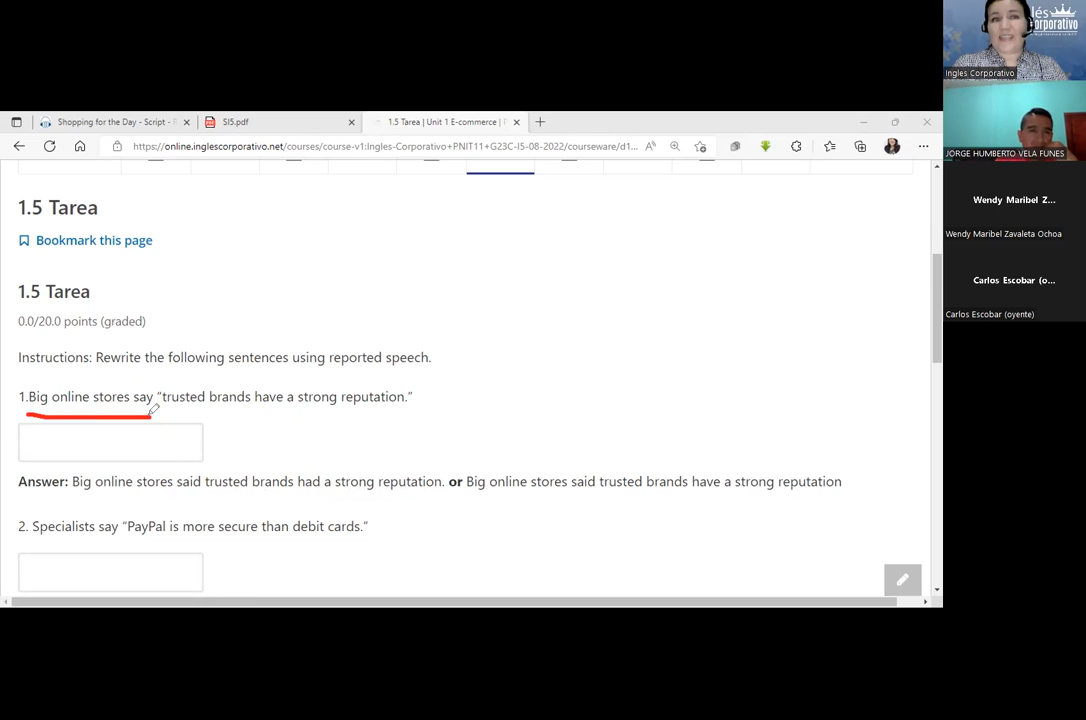 Shopping for the Day - Script - F
SI5.pdf
1.5 Tarea | Unit 1 E-commerce | P
https://online.inglescorporativo.net/courses/course-v1:Ingles-Corporativo+PNIT11+G23C-I5-08-2022/courseware/d1...
1.5 Tarea
Bookmark this page
1.5 Tarea
0.0/20.0 points (graded)
Instructions: Rewrite the following sentences using reported speech.
1.Big online stores say “trusted brands have a strong reputation.”
Answer: Big online stores said trusted brands had a strong reputation. or Big online stores said trusted brands have a strong reputation
2. Specialists say “PayPal is more secure than debit cards.”
lés
orporativo
Ingles Corporativo
JORGE HUMBERTO VELA FUNES
Wendy Maribel Z...
Wendy Maribel Zavaleta Ochoa
Carlos Escobar (o...
Carlos Escobar (oyente)